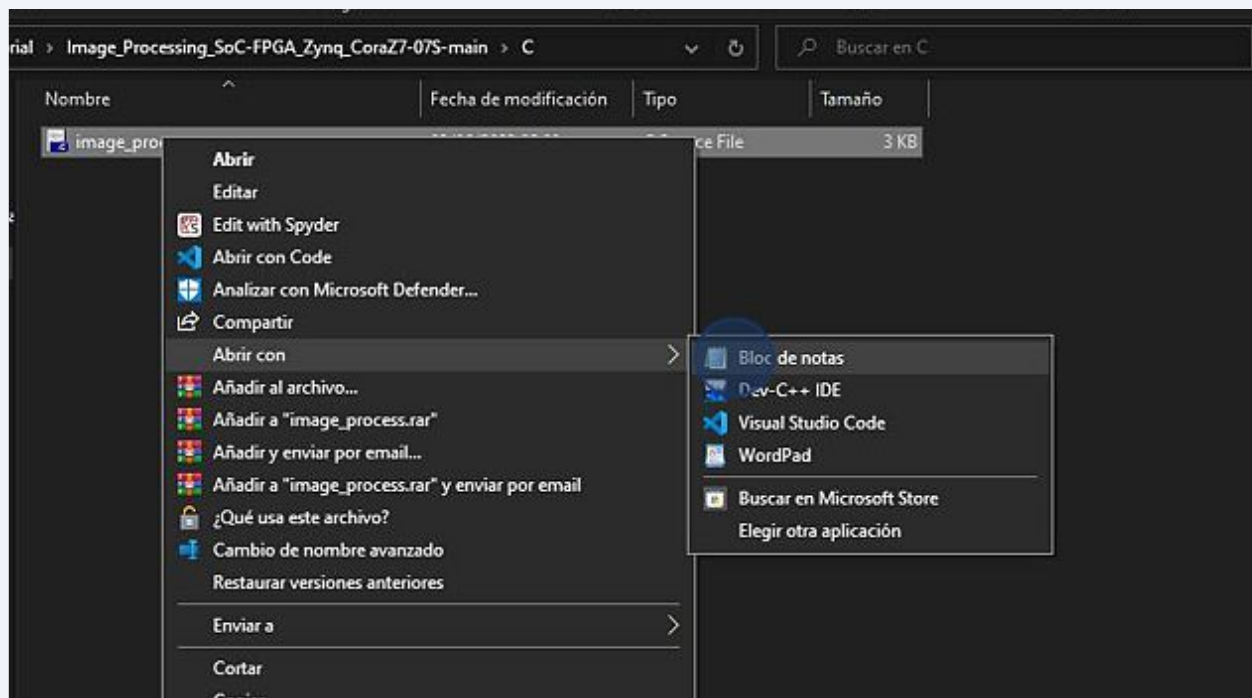 rial > Image_Processing_SoC-FPGA_Zynq_CoraZ7-07S-main > C
Buscar en C
Nombre Fecha de modificación Tipo Tamaño
image_pro ce File 3 KB
Abrir
Editar
Edit with Spyder
Abrir con Code
Analizar con Microsoft Defender...
Compartir
Abrir con
Añadir al archivo...
Añadir a "image_process.rar"
Añadir y enviar por email...
Añadir a "image_process.rar" y enviar por email
¿Qué usa este archivo?
Cambio de nombre avanzado
Restaurar versiones anteriores
Enviar a
Cortar
Bloc de notas
Dev-C++ IDE
Visual Studio Code
WordPad
Buscar en Microsoft Store
Elegir otra aplicación